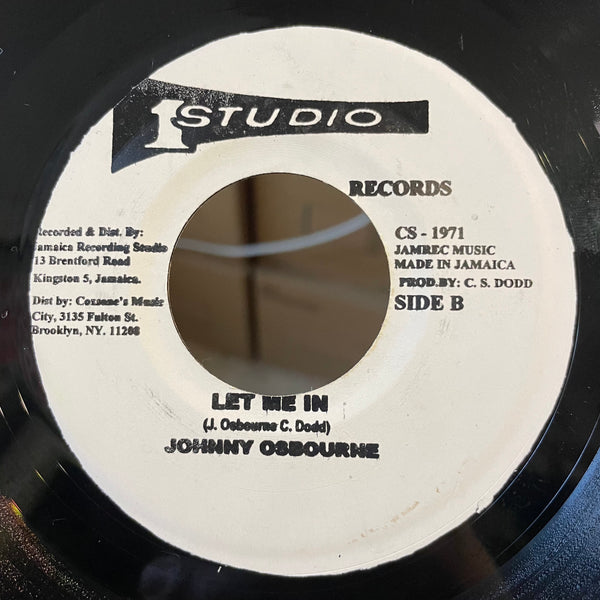 1 STUDIO
RECORDS
Recorded & Dist. By:
Jamaica Recording Studio
13 Brentford Road
Kingston 5, Jamaica.
Dist by: Coxsone's Music
City, 3135 Fulton St.
Brooklyn, NY. 11208
CS - 1971
JAMREC MUSIC
MADE IN JAMAICA
PROD.BY: C. S. DODD
SIDE B
LET ME IN
(J. Osbourne C. Dodd)
JOHNNY OSBOURNE